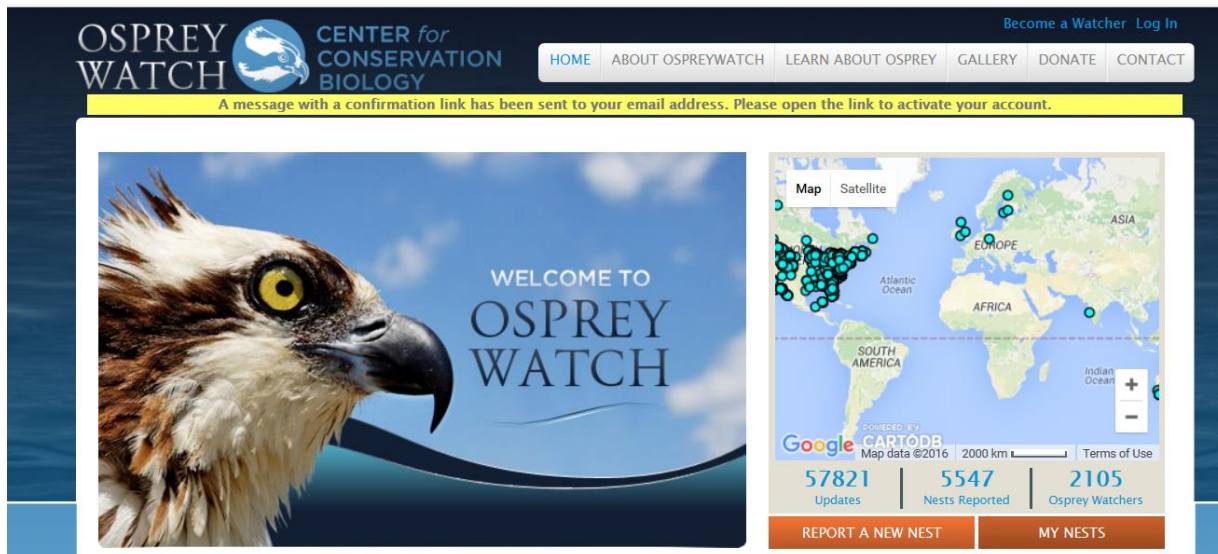 Become a Watcher Log In
OSPREY
WATCH
CENTER for
CONSERVATION
BIOLOGY
HOME ABOUT OSPREYWATCH LEARN ABOUT OSPREY GALLERY DONATE CONTACT
A message with a confirmation link has been sent to your email address. Please open the link to activate your account.
WELCOME TO
OSPREY
WATCH
Map Satellite
ASIA
EUROPE
Atlantic
Ocean
AFRICA
SOUTH
AMERICA
Indian
Ocean
+
−
POWERED BY
Google CARTODB
Map data ©2016 2000 km Terms of Use
57821 5547 2105
Updates Nests Reported Osprey Watchers
REPORT A NEW NEST MY NESTS